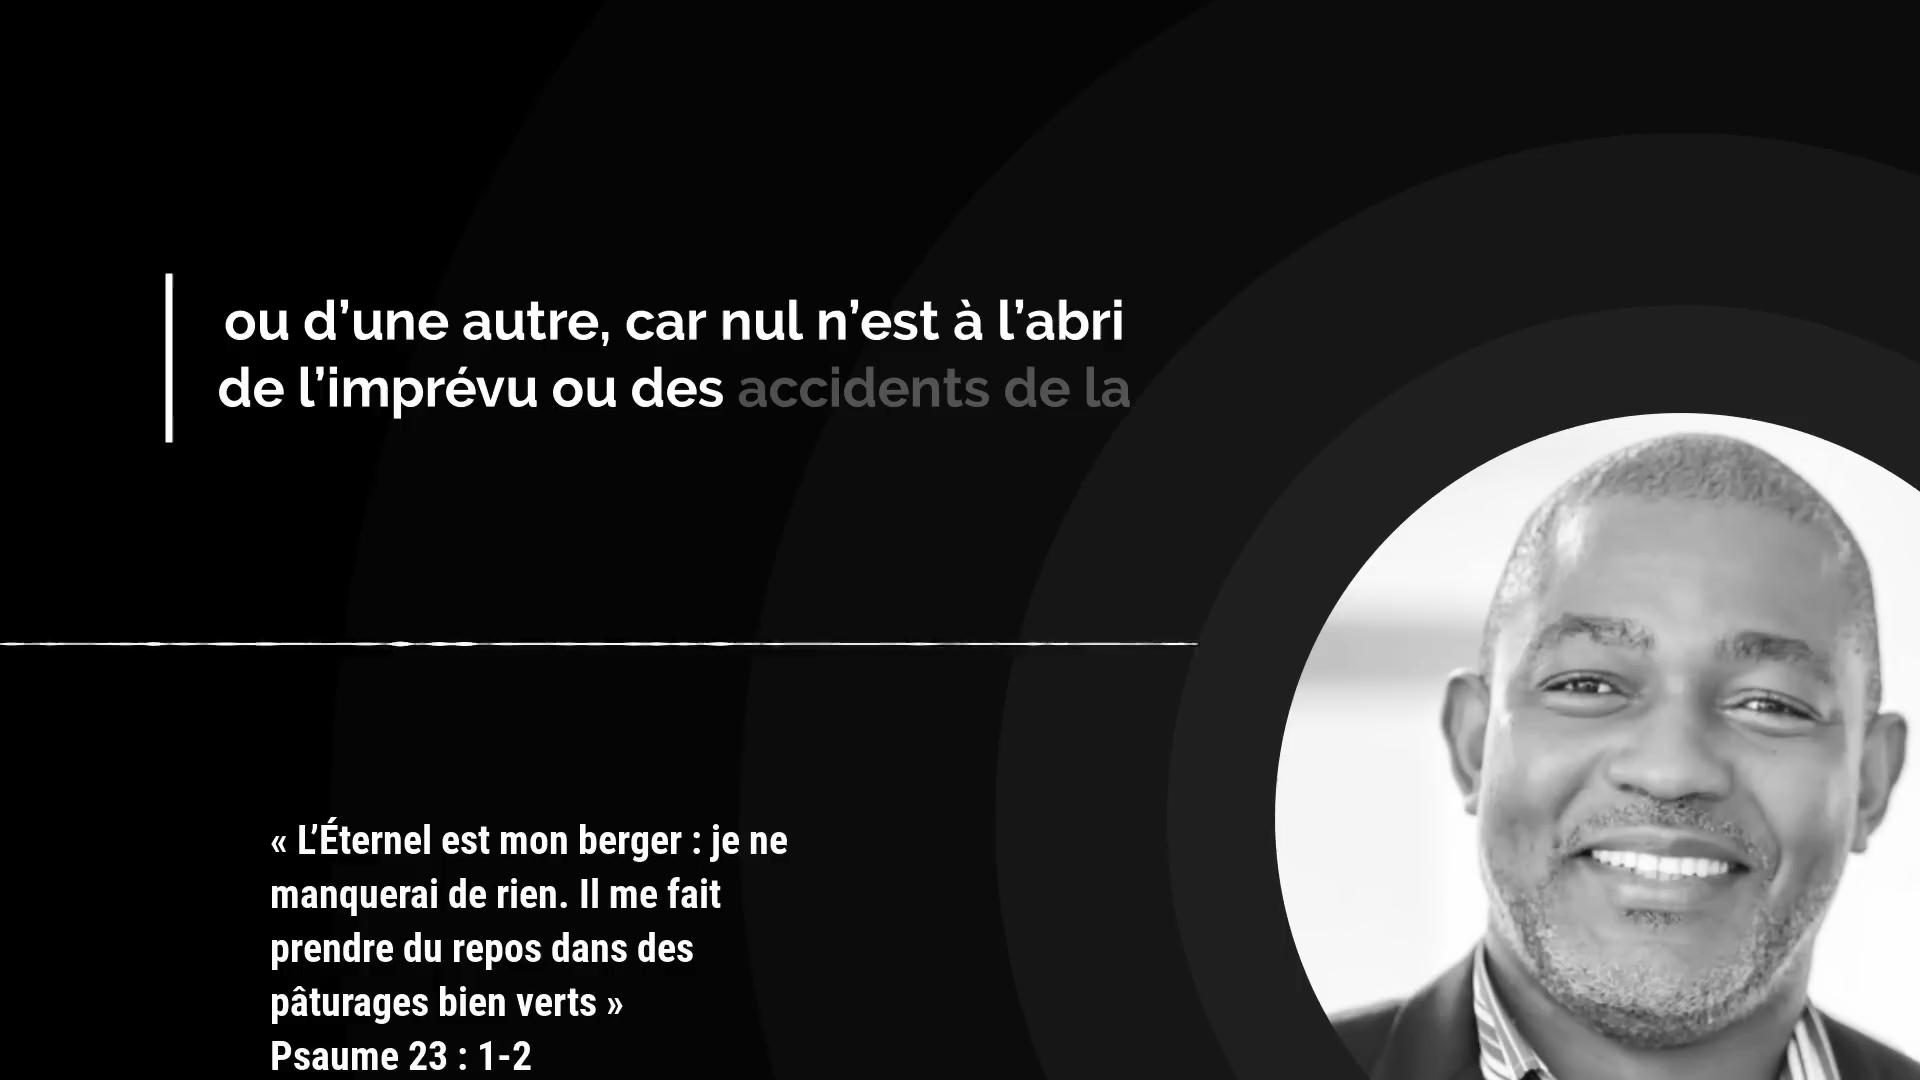 ou d’une autre, car nul n’est à l’abri
de l’imprévu ou des accidents de la
« L’Éternel est mon berger : je ne
manquerai de rien. Il me fait
prendre du repos dans des
pâturages bien verts »
Psaume 23 : 1-2